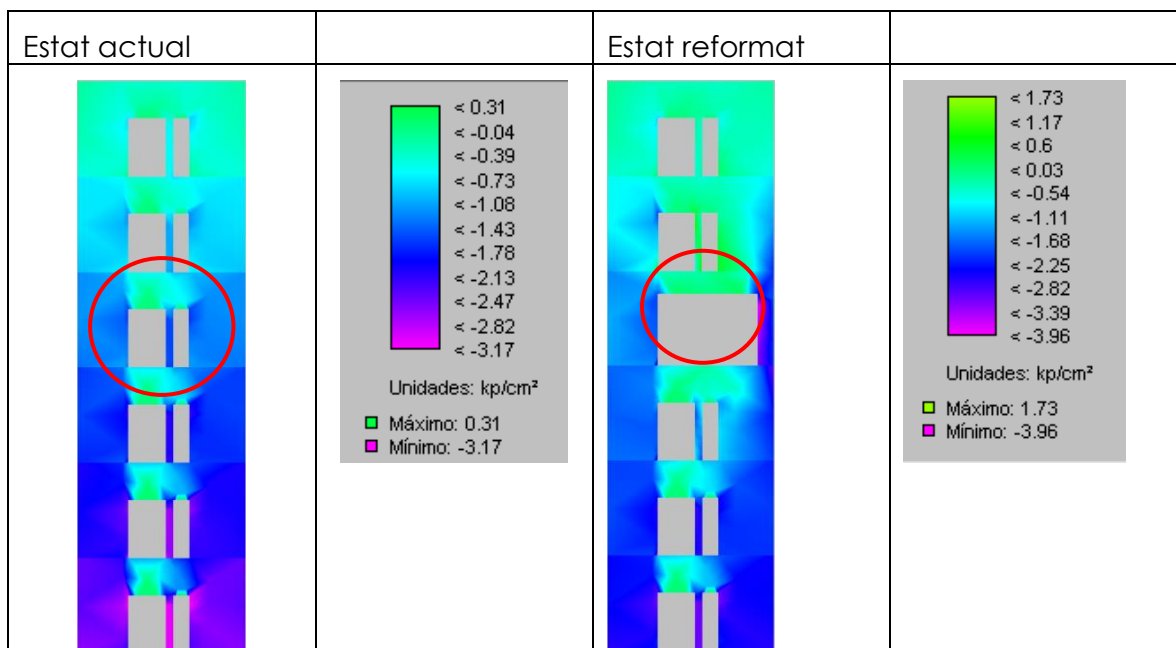 Estat actual
Estat reformat
< 0.31
< -0.04
< -0.39
< -0.73
< -1.08
< -1.43
< -1.78
< -2.13
< -2.47
< -2.82
< -3.17
Unidades: kp/cm²
Máximo: 0.31
Mínimo: -3.17
< 1.73
< 1.17
< 0.6
< 0.03
< -0.54
< -1.11
< -1.68
< -2.25
< -2.82
< -3.39
< -3.96
Unidades: kp/cm²
Máximo: 1.73
Mínimo: -3.96